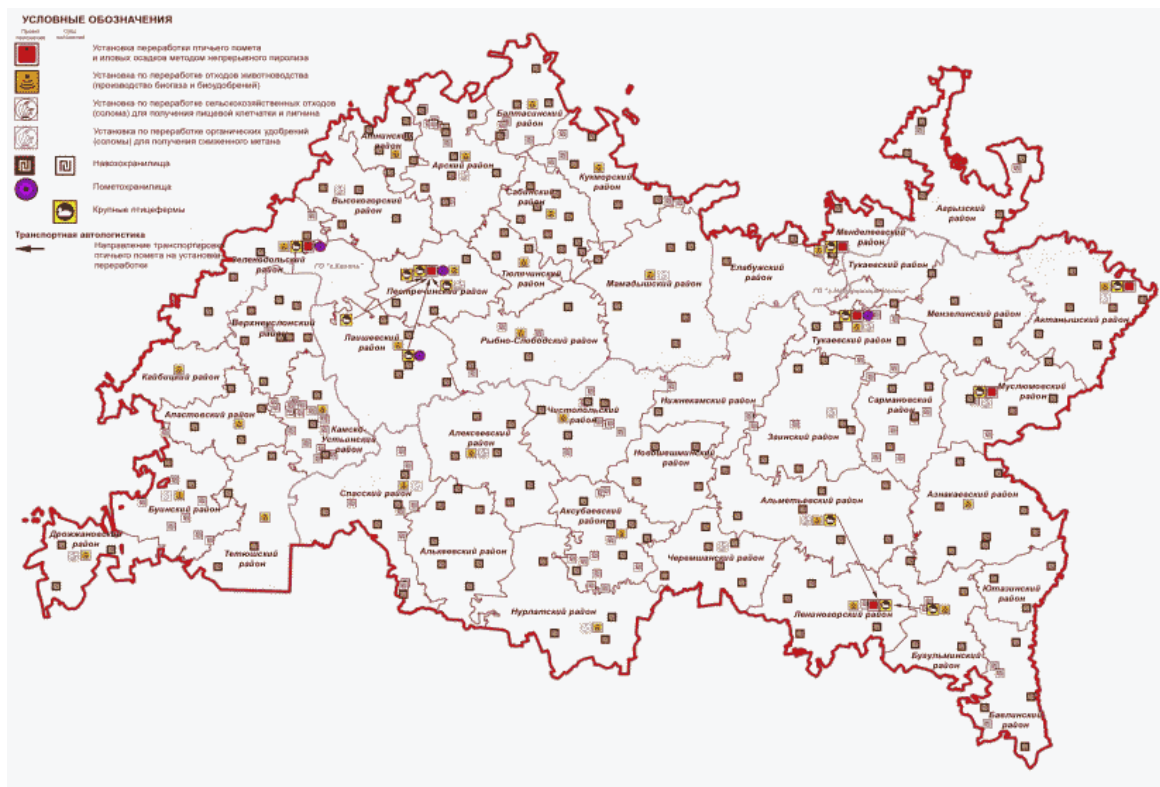 УСЛОВНЫЕ ОБОЗНАЧЕНИЯ
Установка переработки птичьего помета
и иловых осадков методом непрерывного пиролиза
Установка по переработке отходов животноводства
(производство биогаза и биоудобрений)
Установка по переработке сельскохозяйственных отходов
(солома) для получения пищевой клетчатки и лигнина
Установка по переработке органических удобрений
(соломы) для получения сжиженного метана
Навозохранилища
Пометохранилища
Крупные птицефермы
Транспортная автологистика
Направление транспортировки
птичьего помета на установки
переработки
Балтасинский
район
район
Арский район
Кукморский
район
Сабинский
район
Высокогорский
район
Агрызский
район
Менделеевский
район
Зеленодольский
район
ГО "г.Казань"
Тукаевский район
Елабужский
район
Тюлячинский
район
Пестречинский район
Мамадышский
район
Мензелинский район
Актанышский
район
Верхнеуслонский
район
Лаишевский
район
Рыбно-Слободский
район
Тукаевский
район
Кайбицкий район
Муслюмовский
район
Апастовский район
Нижнекамский район
Сармановский
район
Чистопольский
район
Камско-
Устьинский
район
Алексеевский
район
Заинский район
Новошешминский
район
Спасский район
Альметьевский
район
Азнакаевский
район
Буинский район
Аксубаевский
район
Дрожжановский
район
Тетюшский
район
Алькеевский район
Черемшанский район
Ютазинский
район
Нурлатский район
Лениногорский район
Бугульминский
район
Бавлинский
район